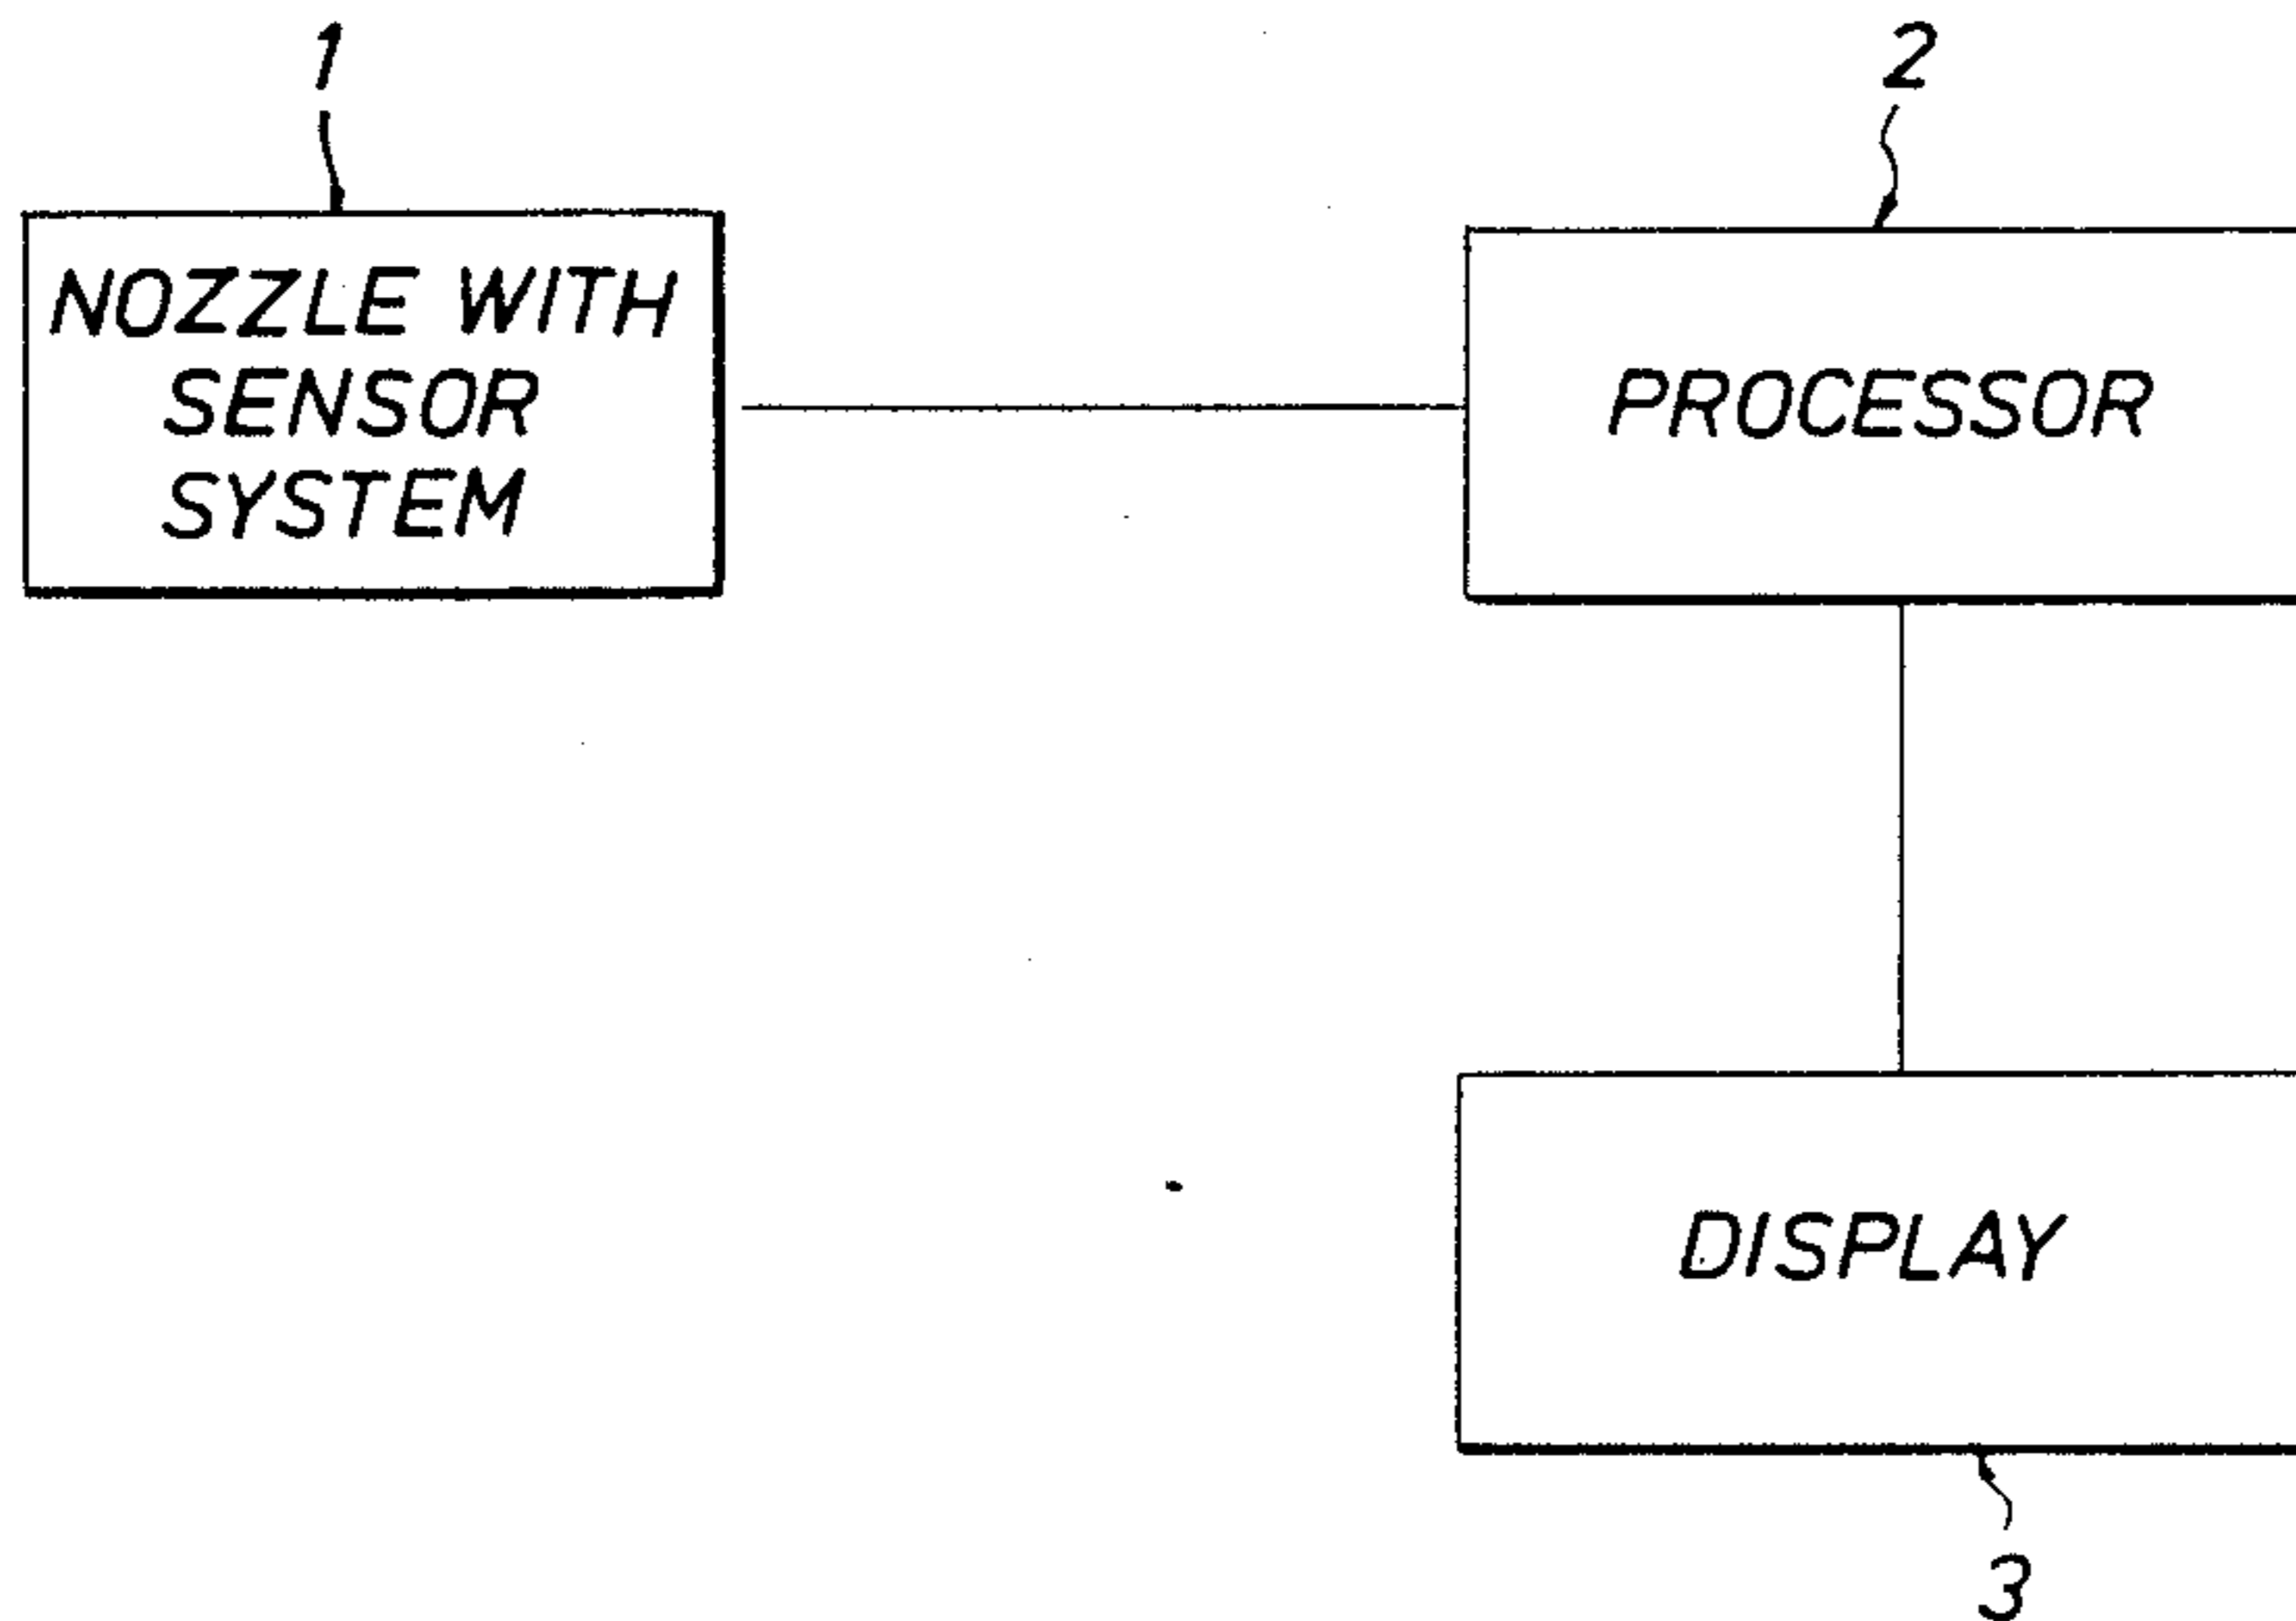 1
2
NOZZLE WITH
SENSOR
SYSTEM
PROCESSOR
DISPLAY
3